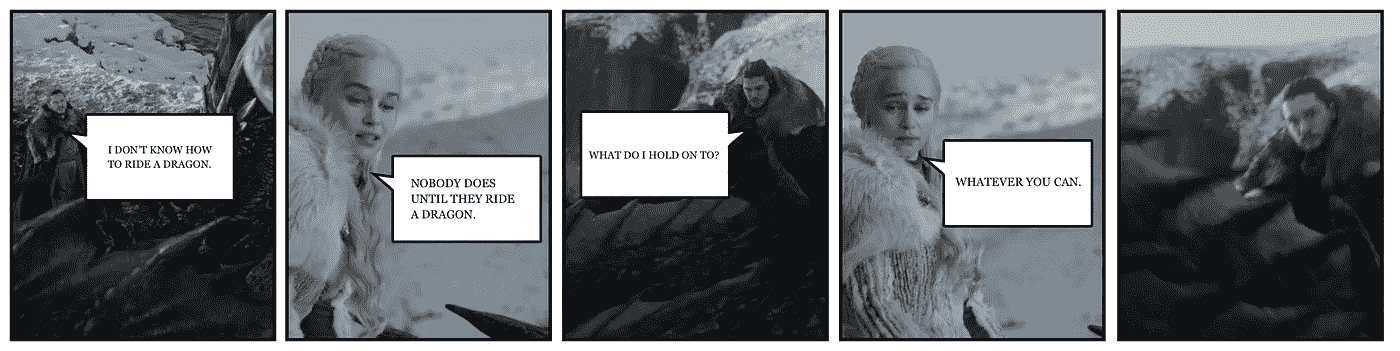 I DON'T KNOW HOW
TO RIDE A DRAGON.
NOBODY DOES
UNTIL THEY RIDE
A DRAGON.
WHAT DO I HOLD ON TO?
WHATEVER YOU CAN.